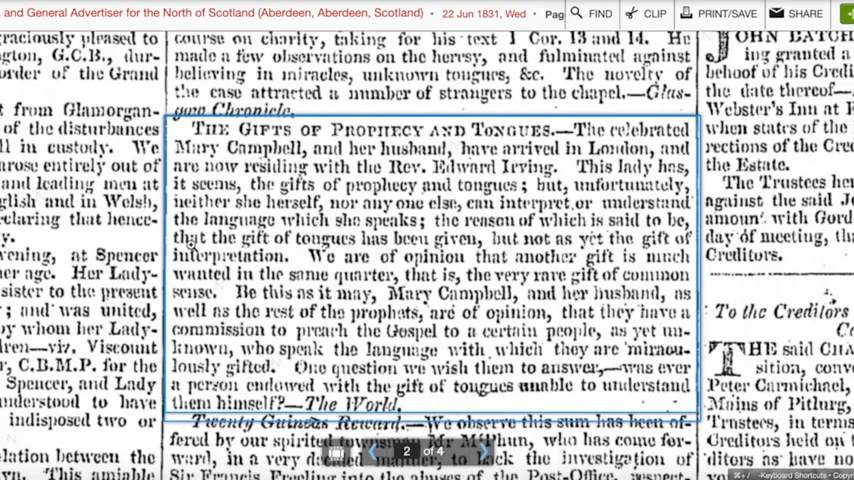 and General Advertiser for the North of Scotland (Aberdeen, Aberdeen, Scotland) • 22 Jun 1831, Wed • Pag
FIND CLIP PRINT/SAVE SHARE
graciously pleased to
ngton, G.C.B., dur-
order of the Grand
t from Glamorgan-
of the disturbances
ll in custody. We
arose entirely out of
and leading men at
glish and in Welsh,
claring that hence-
y.
vening, at Spencer
er age. Her Lady-
sister to the present
; and was united,
by whom her Lady-
dren—viz. Viscount
r, C.B.M.P. for the
Spencer, and Lady
understood to have
indisposed two or
lation between the
This amiable
course on charity, taking for his text 1 Cor. 13 and 14. He
made a few observations on the heresy, and fulminated against
believing in miracles, unknown tongues, &c. The novelty of
the case attracted a number of strangers to the chapel.—Glas-
gow Chronicle.
THE GIFTS OF PROPHECY AND TONGUES.—The celebrated
Mary Campbell, and her husband, have arrived in London, and
are now residing with the Rev. Edward Irving. This lady has,
it seems, the gifts of prophecy and tongues; but, unfortunately,
neither she herself, nor any one else, can interpret or understand
the language which she speaks; the reason of which is said to be,
that the gift of tongues has been given, but not as yet the gift of
interpretation. We are of opinion that another gift is much
wanted in the same quarter, that is, the very rare gift of common
sense. Be this as it may, Mary Campbell, and her husband, as
well as the rest of the prophets, are of opinion, that they have a
commission to preach the Gospel to a certain people, as yet un-
known, who speak the language with which they are miracu-
lously gifted. One question we wish them to answer,—was ever
a person endowed with the gift of tongues unable to understand
them himself?—The World.
Twenty Guineas Reward.—We observe this sum has been of-
fered by our spirited townsman Mr M'Phun, who has come for-
ward, in a very decided manner, to back the investigation of
Sir Francis Freeling into the abuses of the Post-Office,
2 of 4
JOHN BATCH
ing granted a
behoof of his Credi
the date thereof—
Webster's Inn at F
when states of the
rections of the Cre
the Estate.
The Trustees her
against the said Jo
amount with Gord
day of meeting, tha
Creditors.
To the Creditors
THE said CHA
sition, conve
Peter Carmichael,
Mains of Pitlurg,
Trustees, in terms
Creditors held on t
ditors as have no
-Keyboard Shortcuts • Copyr